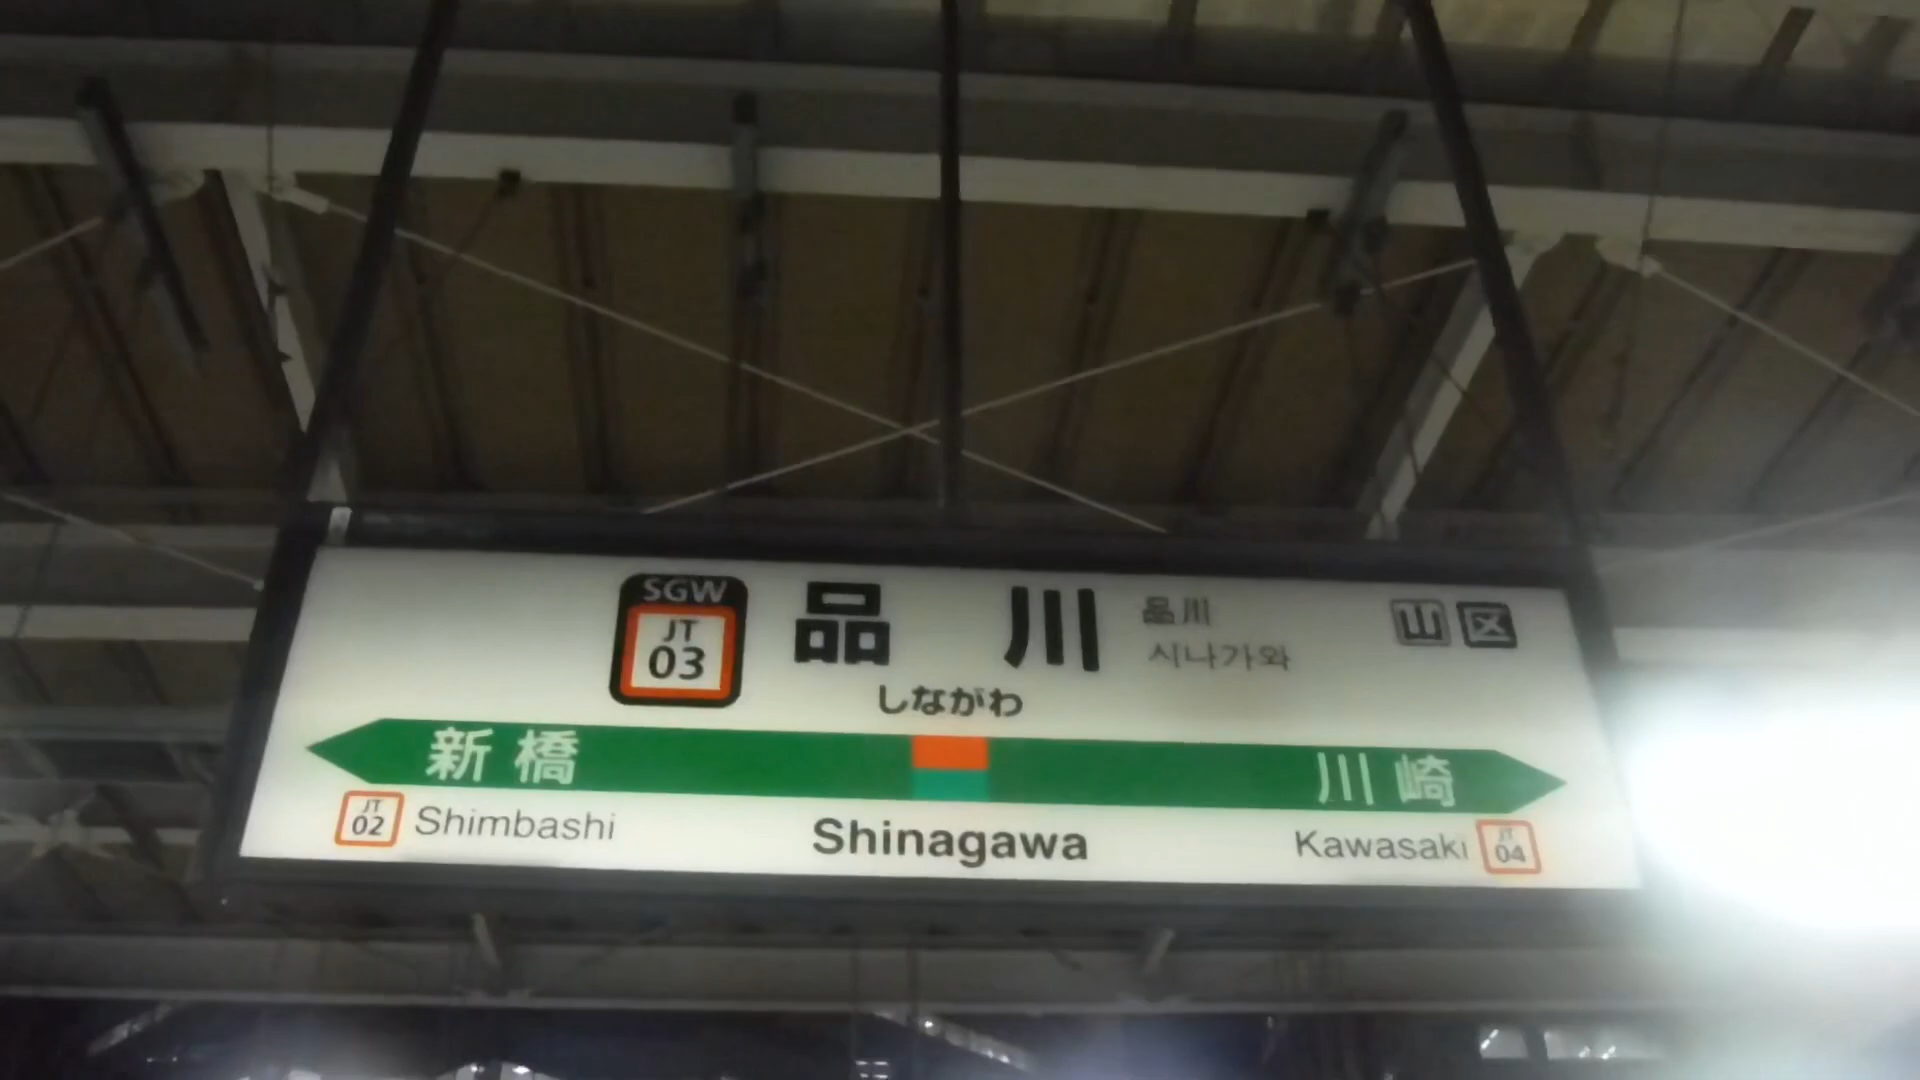 SGW
JT
03
品川
品川
시나가와
山 区
しながわ
新橋
川崎
JT
02
Shimbashi
Shinagawa
Kawasaki
JT
04